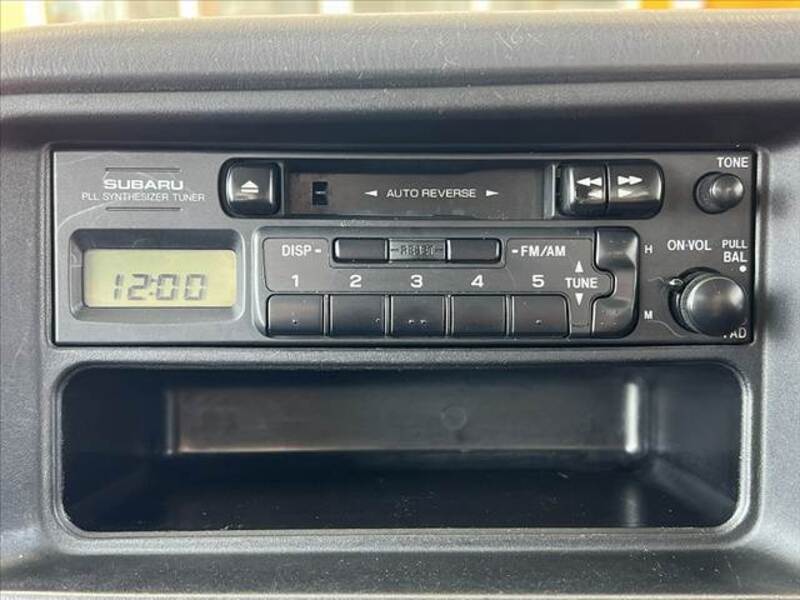 SUBARU
PLL SYNTHESIZER TUNER
12:00
◄ AUTO REVERSE ►
TONE
DISP
RESET
FM/AM
1 2 3 4 5
TUNE
H
M
ON·VOL
PULL
BAL